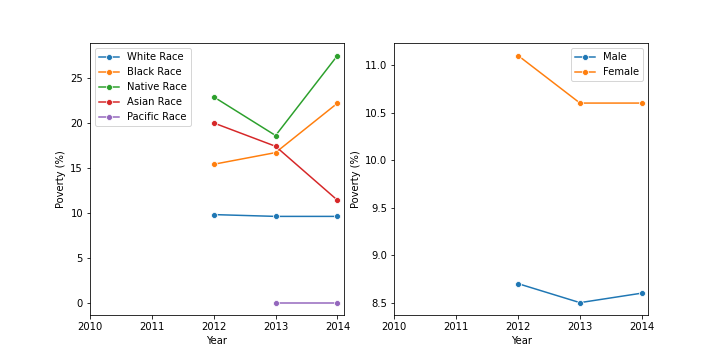 White Race
Black Race
Native Race
Asian Race
Pacific Race
25
20
15
10
5
0
Poverty (%)
2010 2011 2012 2013 2014
Year
Male
Female
11.0
10.5
10.0
9.5
9.0
8.5
Poverty (%)
2010 2011 2012 2013 2014
Year